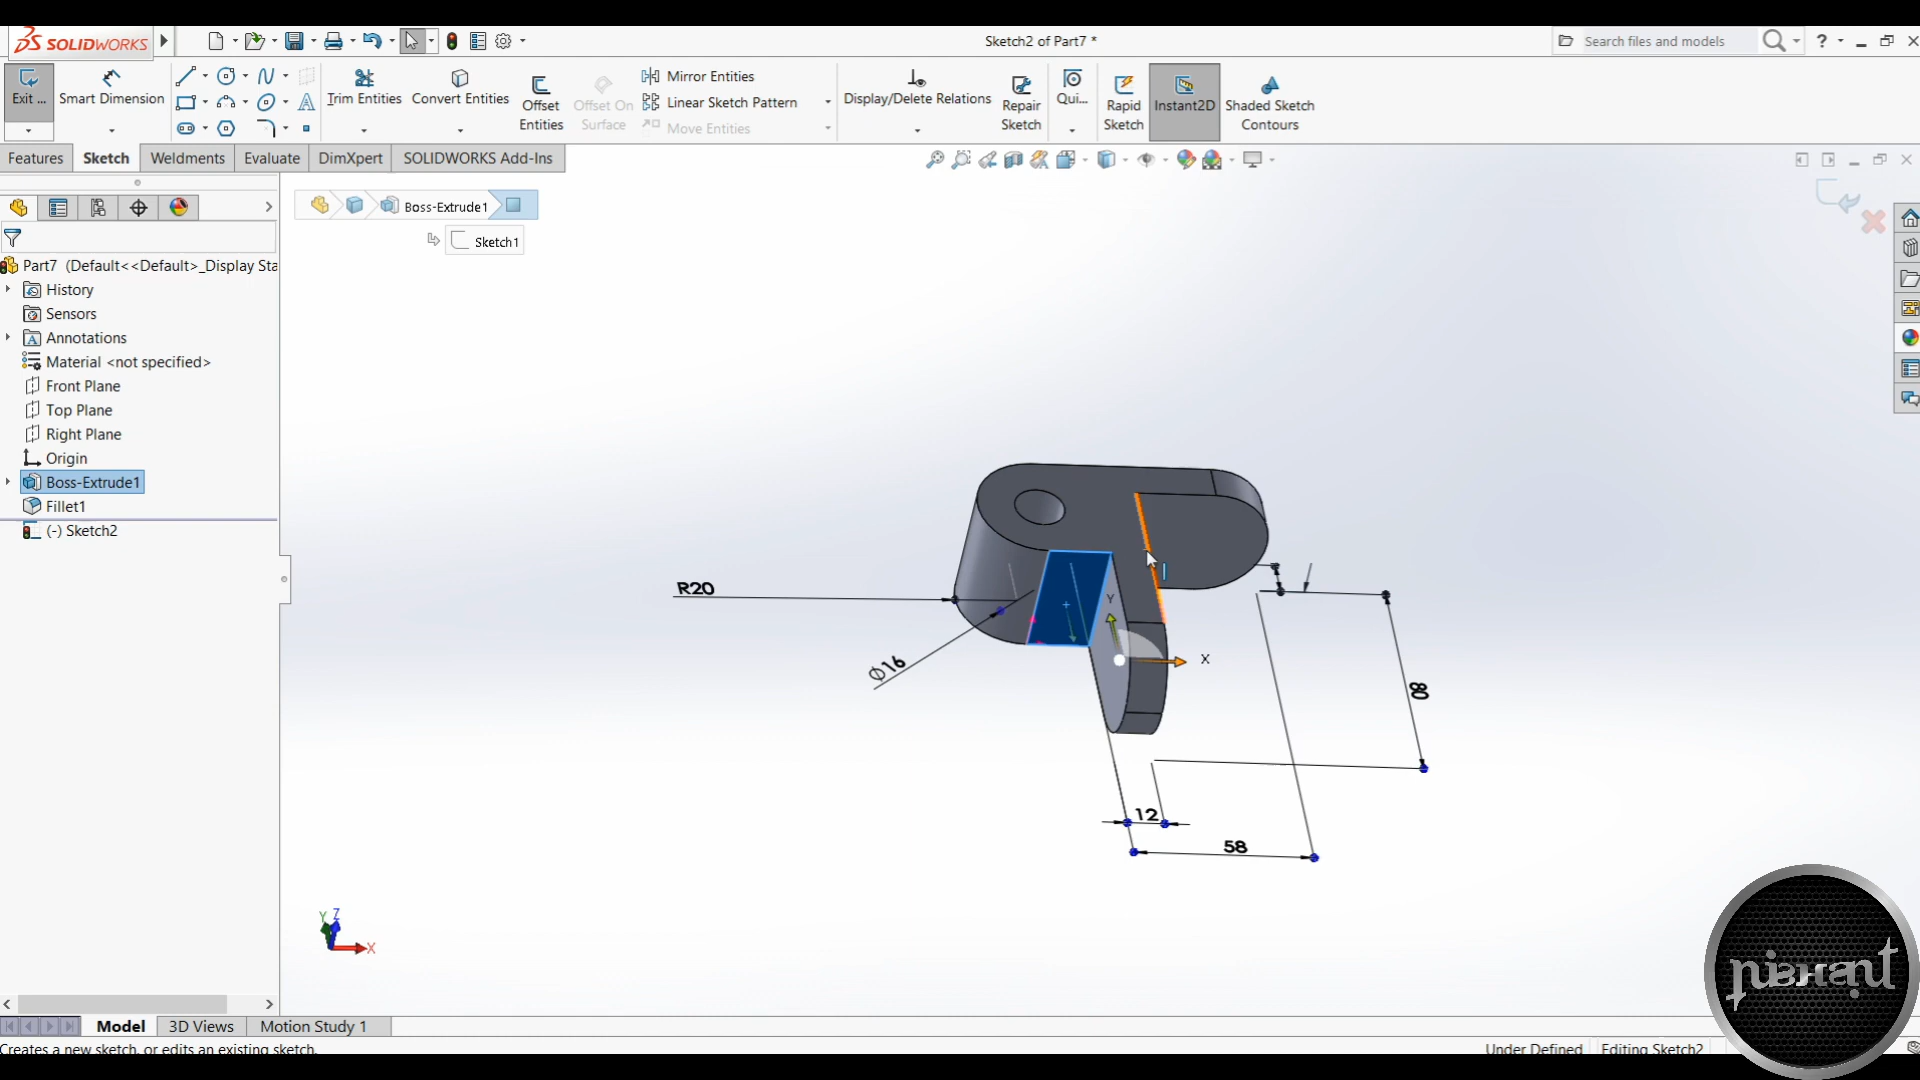 SOLIDWORKS
Sketch2 of Part7 *
Search files and models
?
Exit ...
Smart Dimension
Trim Entities
Convert Entities
Offset Entities
Offset On Surface
Mirror Entities
Linear Sketch Pattern
Move Entities
Display/Delete Relations
Repair Sketch
Qui...
Rapid Sketch
Instant2D
Shaded Sketch Contours
Features
Sketch
Weldments
Evaluate
DimXpert
SOLIDWORKS Add-Ins
Boss-Extrude1
Sketch1
Part7 (Default<<Default>_Display Sta
History
Sensors
Annotations
Material <not specified>
Front Plane
Top Plane
Right Plane
Origin
Boss-Extrude1
Fillet1
(-) Sketch2
R20
Ø16
Y
X
80
12
58
Y
Z
X
Model
3D Views
Motion Study 1
Creates a new sketch, or edits an existing sketch.
Under Defined
Editing Sketch2